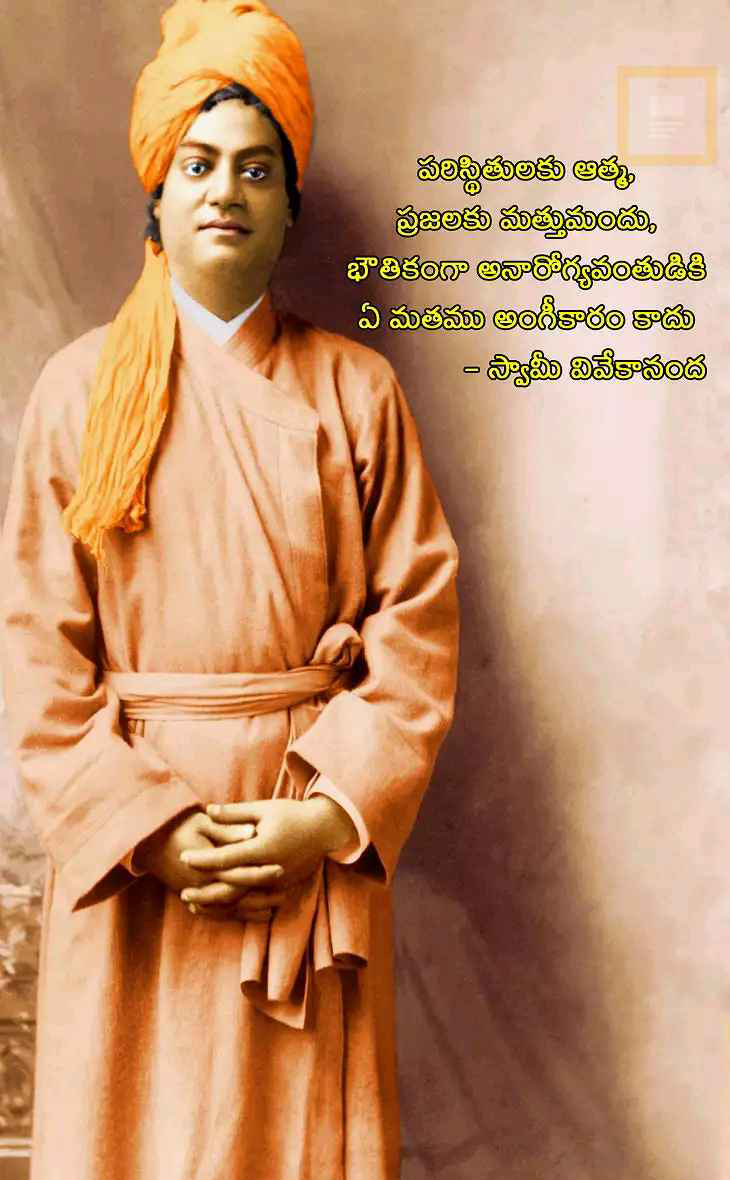 పరిస్థితులకు ఆత్మ,
ప్రజలకు మత్తుమందు,
భౌతికంగా అనారోగ్యవంతుడికి
ఏ మతము అంగీకారం కాదు
- స్వామీ వివేకానంద